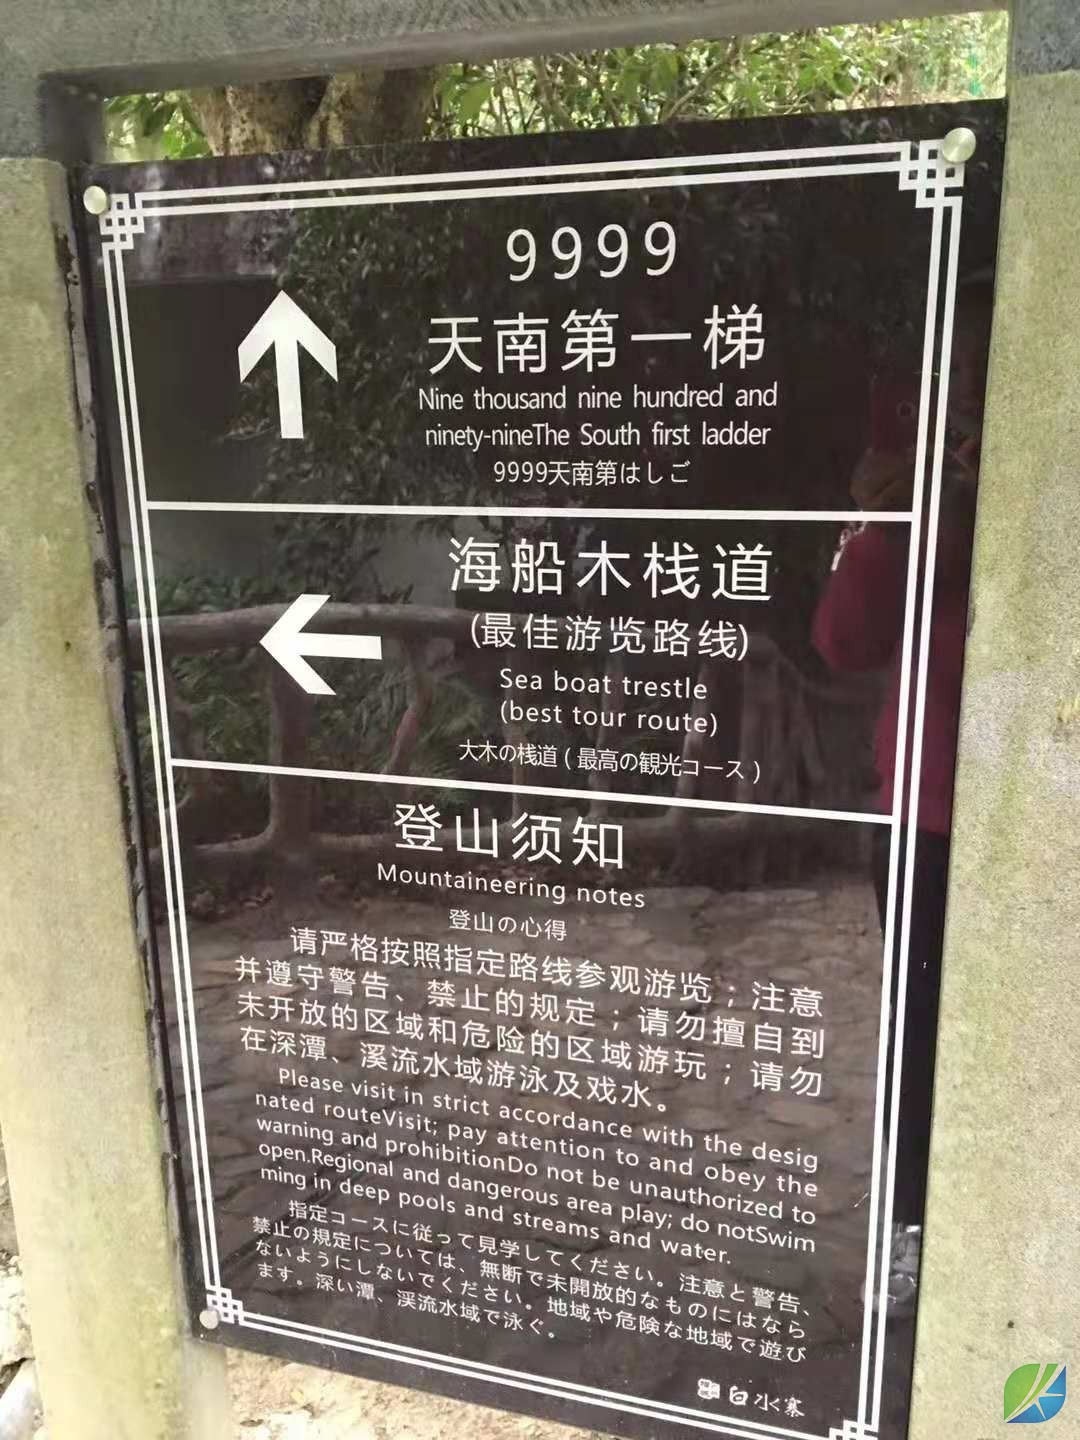 9999
天南第一梯
Nine thousand nine hundred and
ninety-nineThe South first ladder
9999天南第はしご
海船木栈道
(最佳游览路线)
Sea boat trestle
(best tour route)
大木の栈道(最高の観光コース)
登山须知
Mountaineering notes
登山の心得
请严格按照指定路线参观游览；注意
并遵守警告、禁止的规定；请勿擅自到
未开放的区域和危险的区域游玩；请勿
在深潭、溪流水域游泳及戏水。
Please visit in strict accordance with the desig
nated routeVisit; pay attention to and obey the
warning and prohibitionDo not be unauthorized to
open.Regional and dangerous area play; do notSwim
ming in deep pools and streams and water.
指定コースに従って見学してください。注意と警告、
禁止の規定については、無断で未開放的なものにはなら
ないようにしないでください。地域や危険な地域で遊び
ます。深い潭、渓流水域で泳ぐ。
白水寨